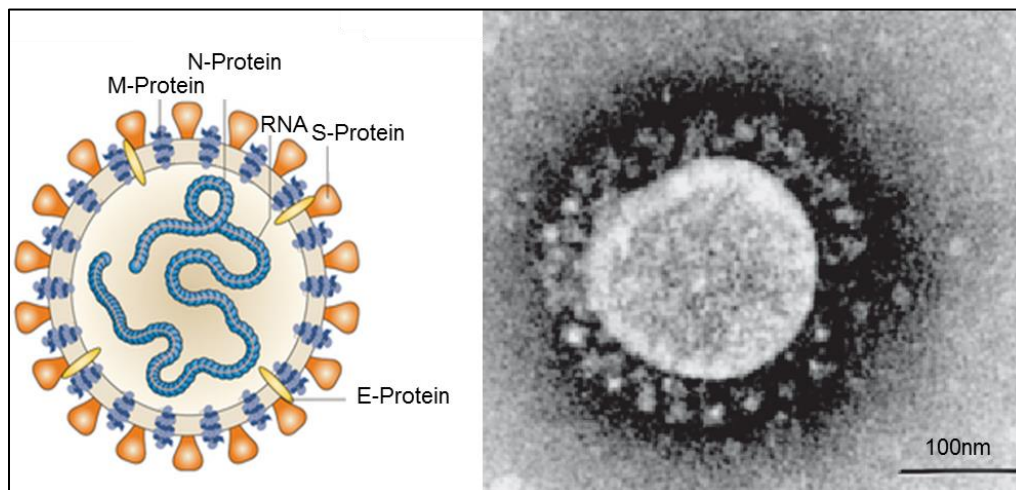 N-Protein
M-Protein
RNA
S-Protein
E-Protein
100nm